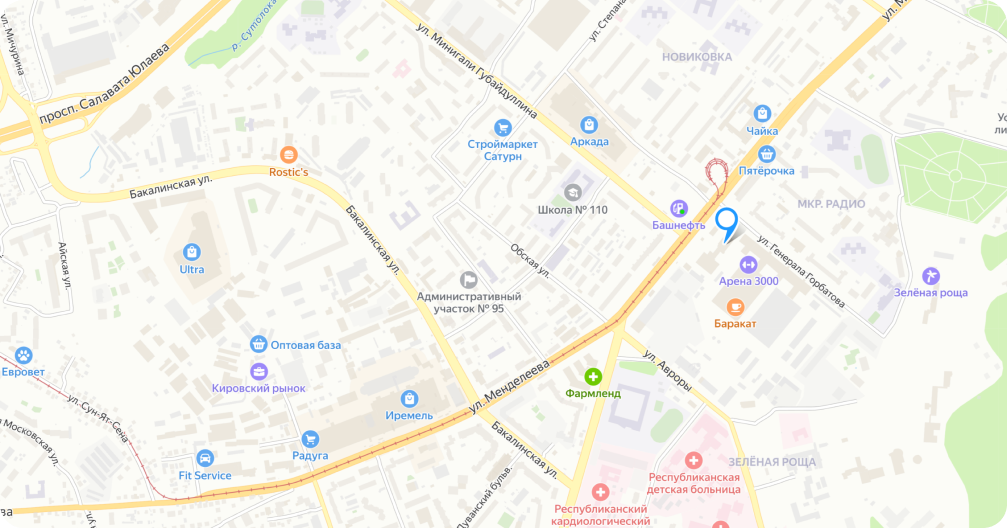 ул. Мичурина
просп. Салавата Юлаева
р. Сутолока
ул. Минигали Губайдуллина
НОВИКОВКА
Чайка
Аркада
Строймаркет
Сатурн
Rostic's
Пятёрочка
Бакалинская ул.
Школа № 110
МКР. РАДИО
Башнефть
Бакалинская ул.
Айская ул.
Обская ул.
ул. Генерала Горбатова
Ultra
Арена 3000
Зелёная роща
Административный
участок № 95
Баракат
Оптовая база
Евровет
Кировский рынок
ул. Авроры
ул. Менделеева
Фармленд
ул. Сун-Ят-Сена
Иремель
Московская ул.
Радуга
Бакалинская ул.
Fit Service
ЗЕЛЁНАЯ РОЩА
Республиканская
детская больница
Республиканский
кардиологический